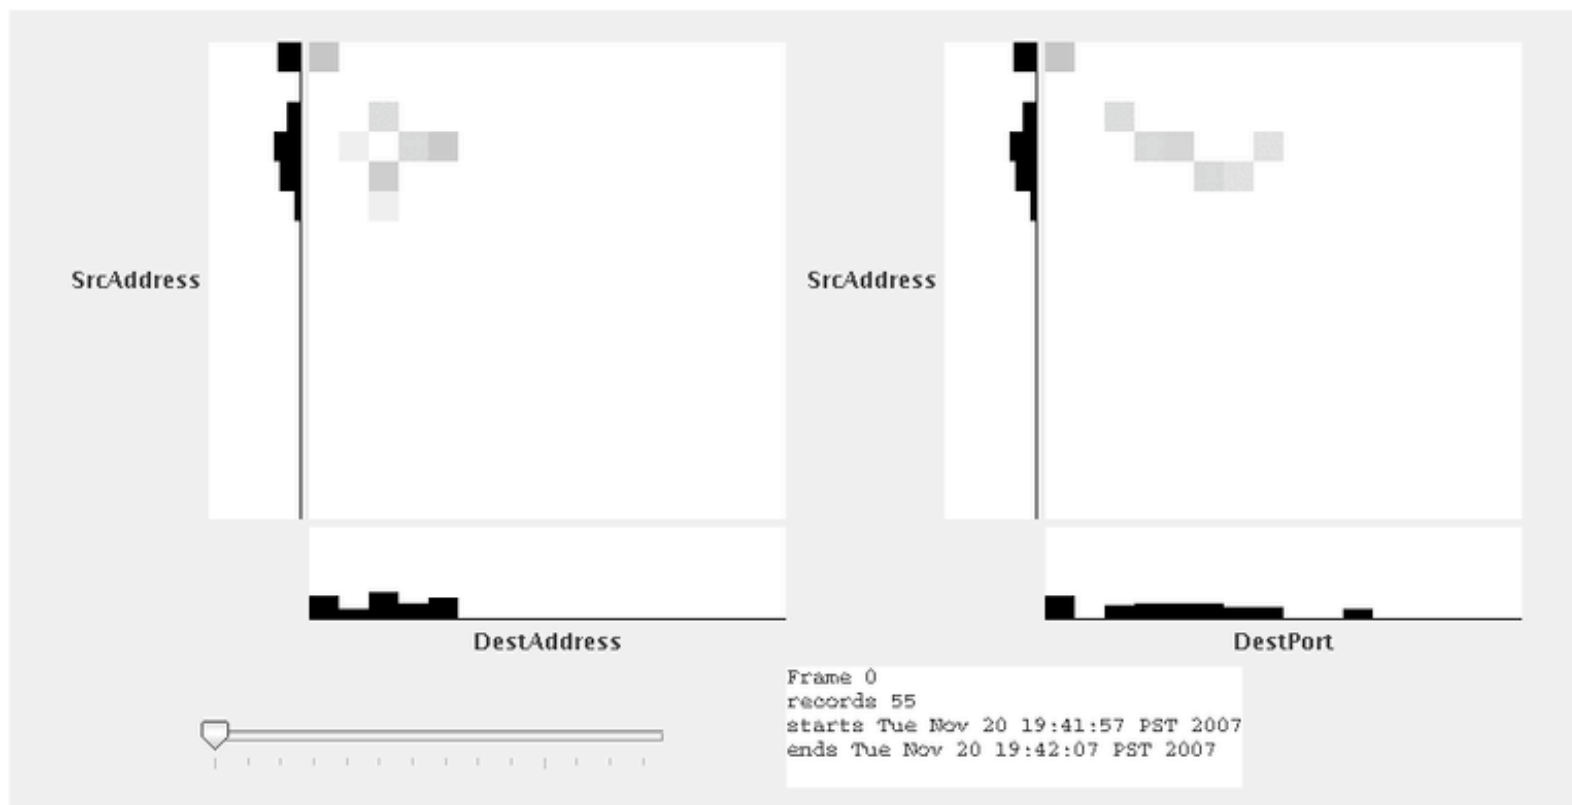 SrcAddress
SrcAddress
DestAddress
DestPort
Frame 0
records 55
starts Tue Nov 20 19:41:57 PST 2007
ends Tue Nov 20 19:42:07 PST 2007